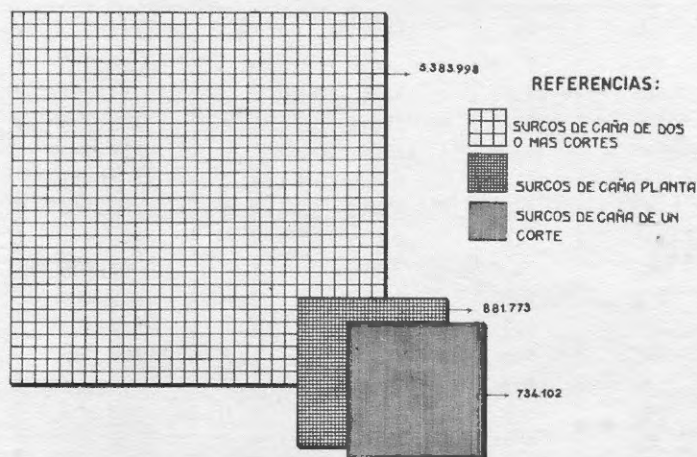 5.383.998
REFERENCIAS:
SURCOS DE CAÑA DE DOS
O MAS CORTES
SURCOS DE CAÑA PLANTA
SURCOS DE CAÑA DE UN
CORTE
881.773
734.102